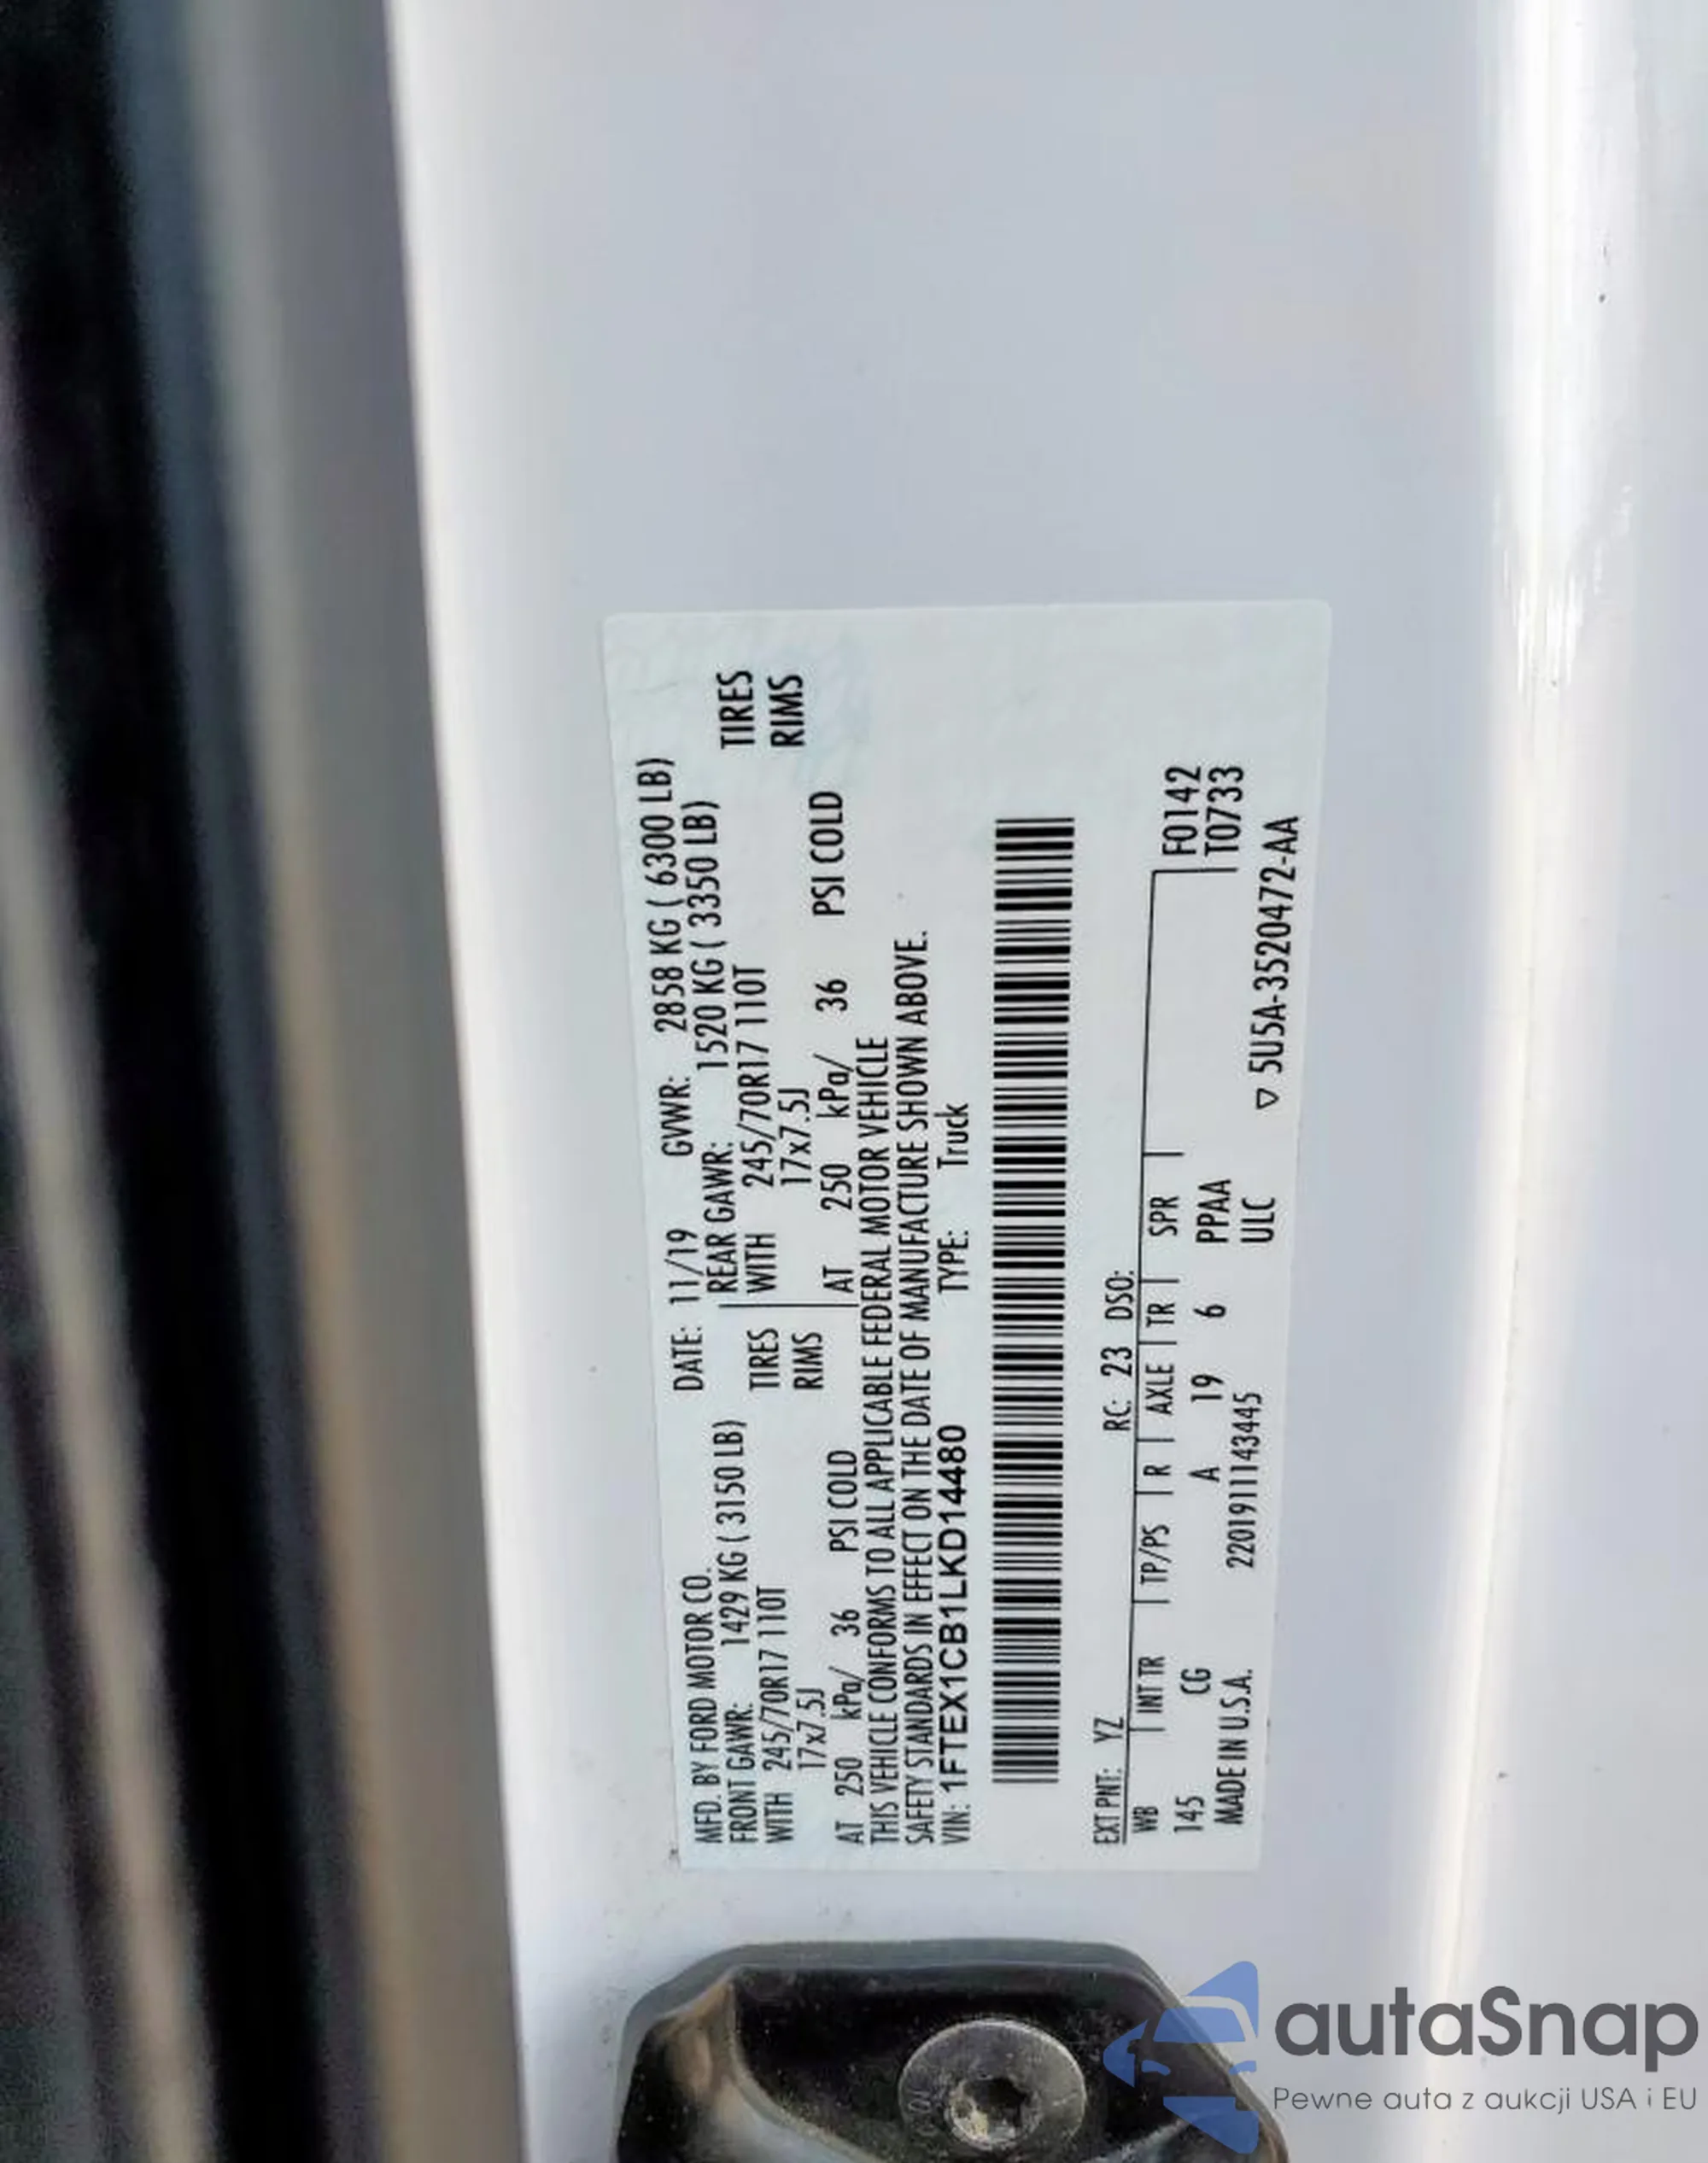 MFD. BY FORD MOTOR CO. DATE: 11/19 GVWR: 2858 KG ( 6300 LB)
FRONT GAWR: 1429 KG ( 3150 LB) REAR GAWR: 1520 KG ( 3350 LB)
WITH 245/70R17 110T TIRES WITH 245/70R17 110T TIRES
17x7.5J RIMS 17x7.5J RIMS
AT 250 kPa/ 36 PSI COLD AT 250 kPa/ 36 PSI COLD
THIS VEHICLE CONFORMS TO ALL APPLICABLE FEDERAL MOTOR VEHICLE
SAFETY STANDARDS IN EFFECT ON THE DATE OF MANUFACTURE SHOWN ABOVE.
VIN: 1FTEX1CB1LKD14480 TYPE: Truck
EXT PNT: YZ RC: 23 DSO:
WB INT TR TP/PS R AXLE TR SPR F0142
145 CG A 19 6 PPAA T0733
MADE IN U.S.A. 220191114​3445 ULC
▽ 5U5A-3520472-AA
autaSnap
Pewne auta z aukcji USA i EU